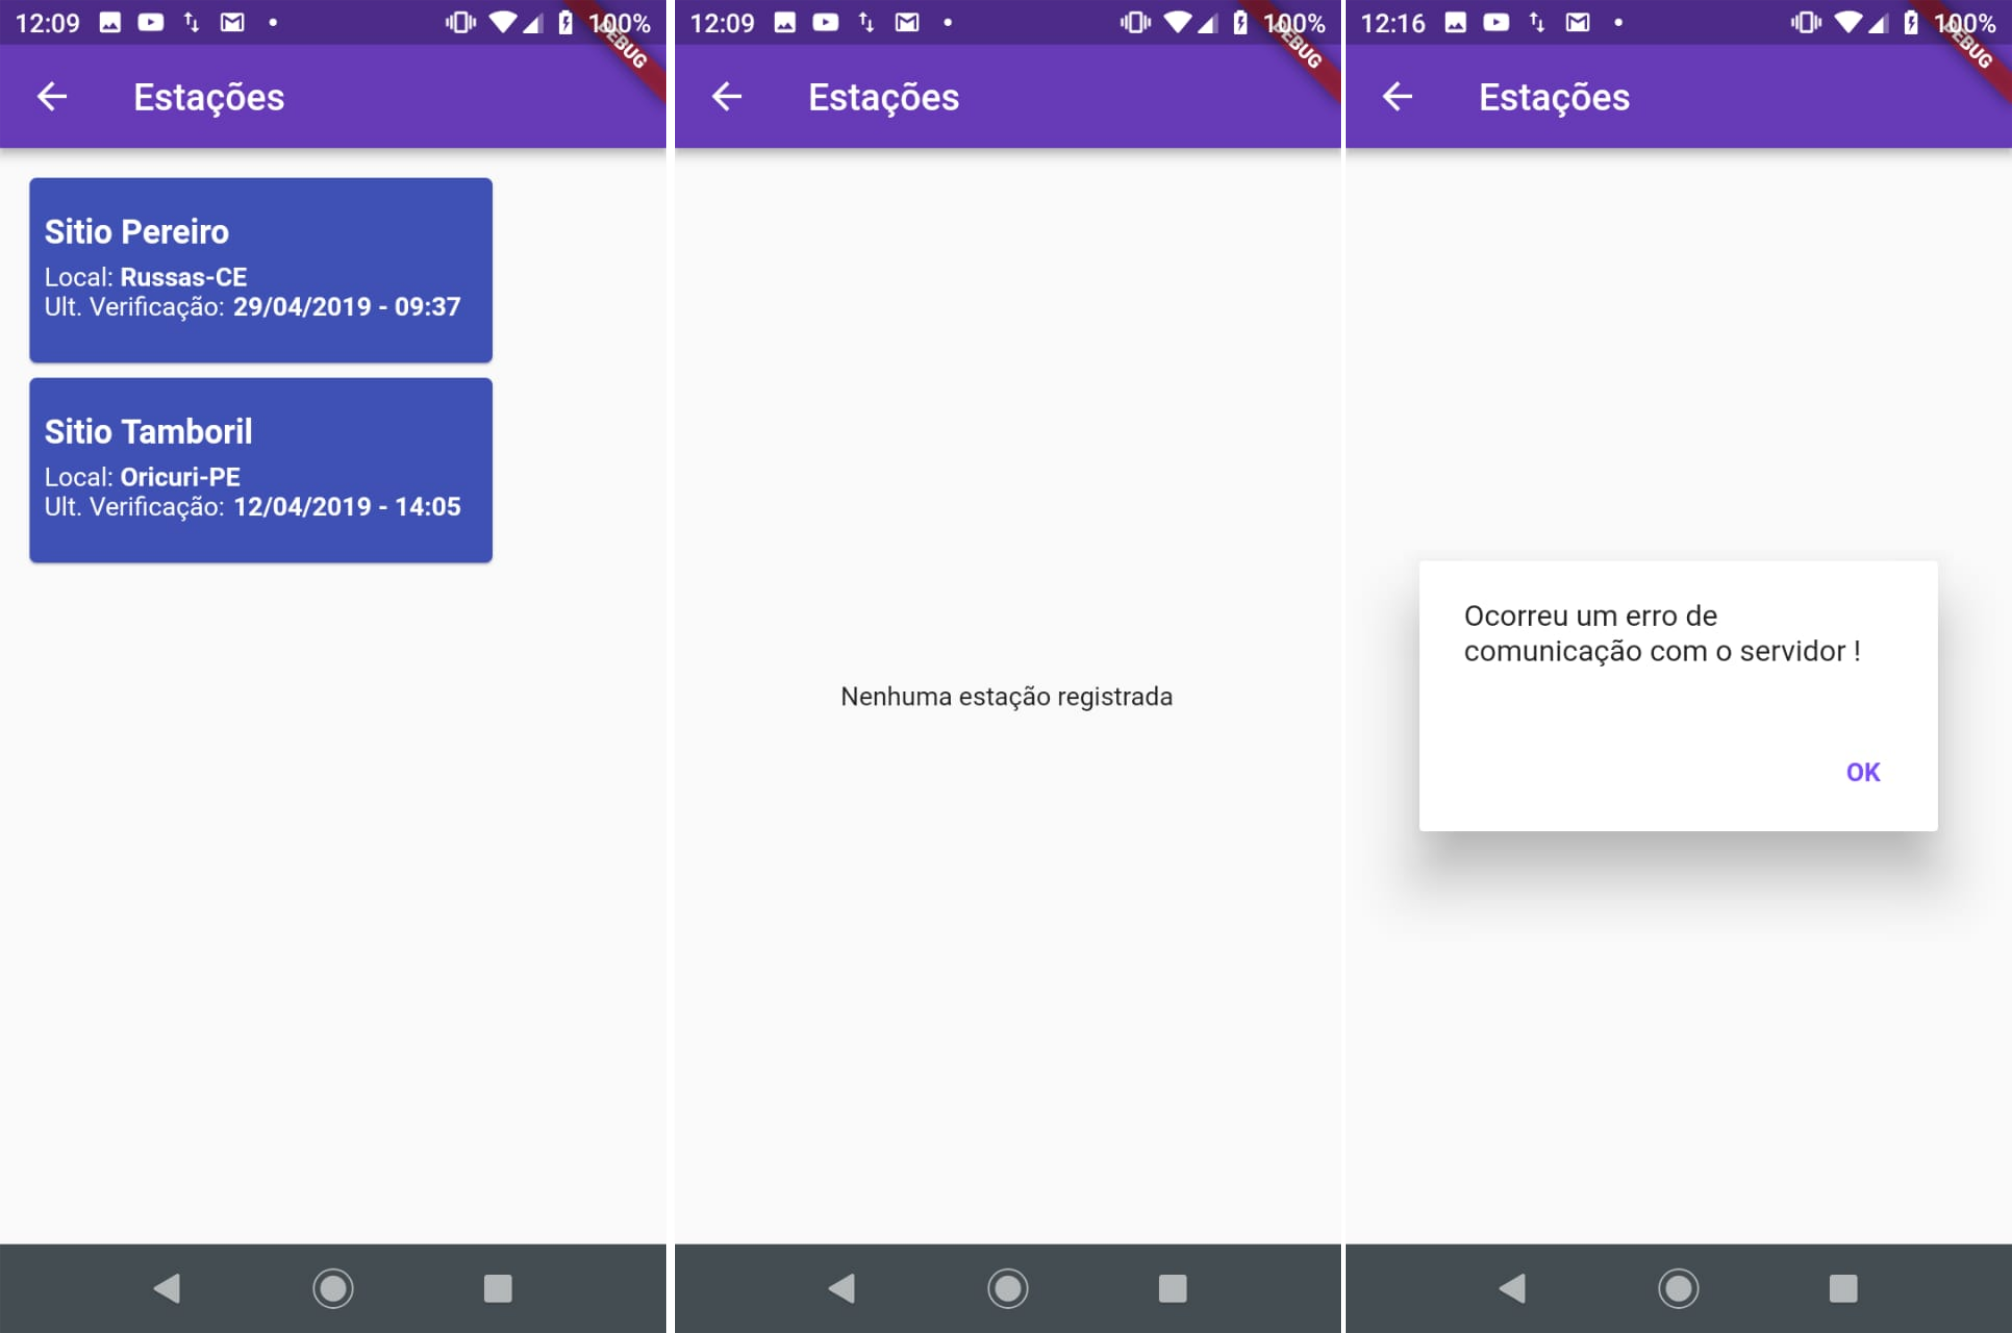 12:09
100%
DEBUG
Estações
Sitio Pereiro
Local: Russas-CE
Ult. Verificação: 29/04/2019 - 09:37
Sitio Tamboril
Local: Oricuri-PE
Ult. Verificação: 12/04/2019 - 14:05
12:09
100%
DEBUG
Estações
Nenhuma estação registrada
12:16
100%
DEBUG
Estações
Ocorreu um erro de
comunicação com o servidor !
OK